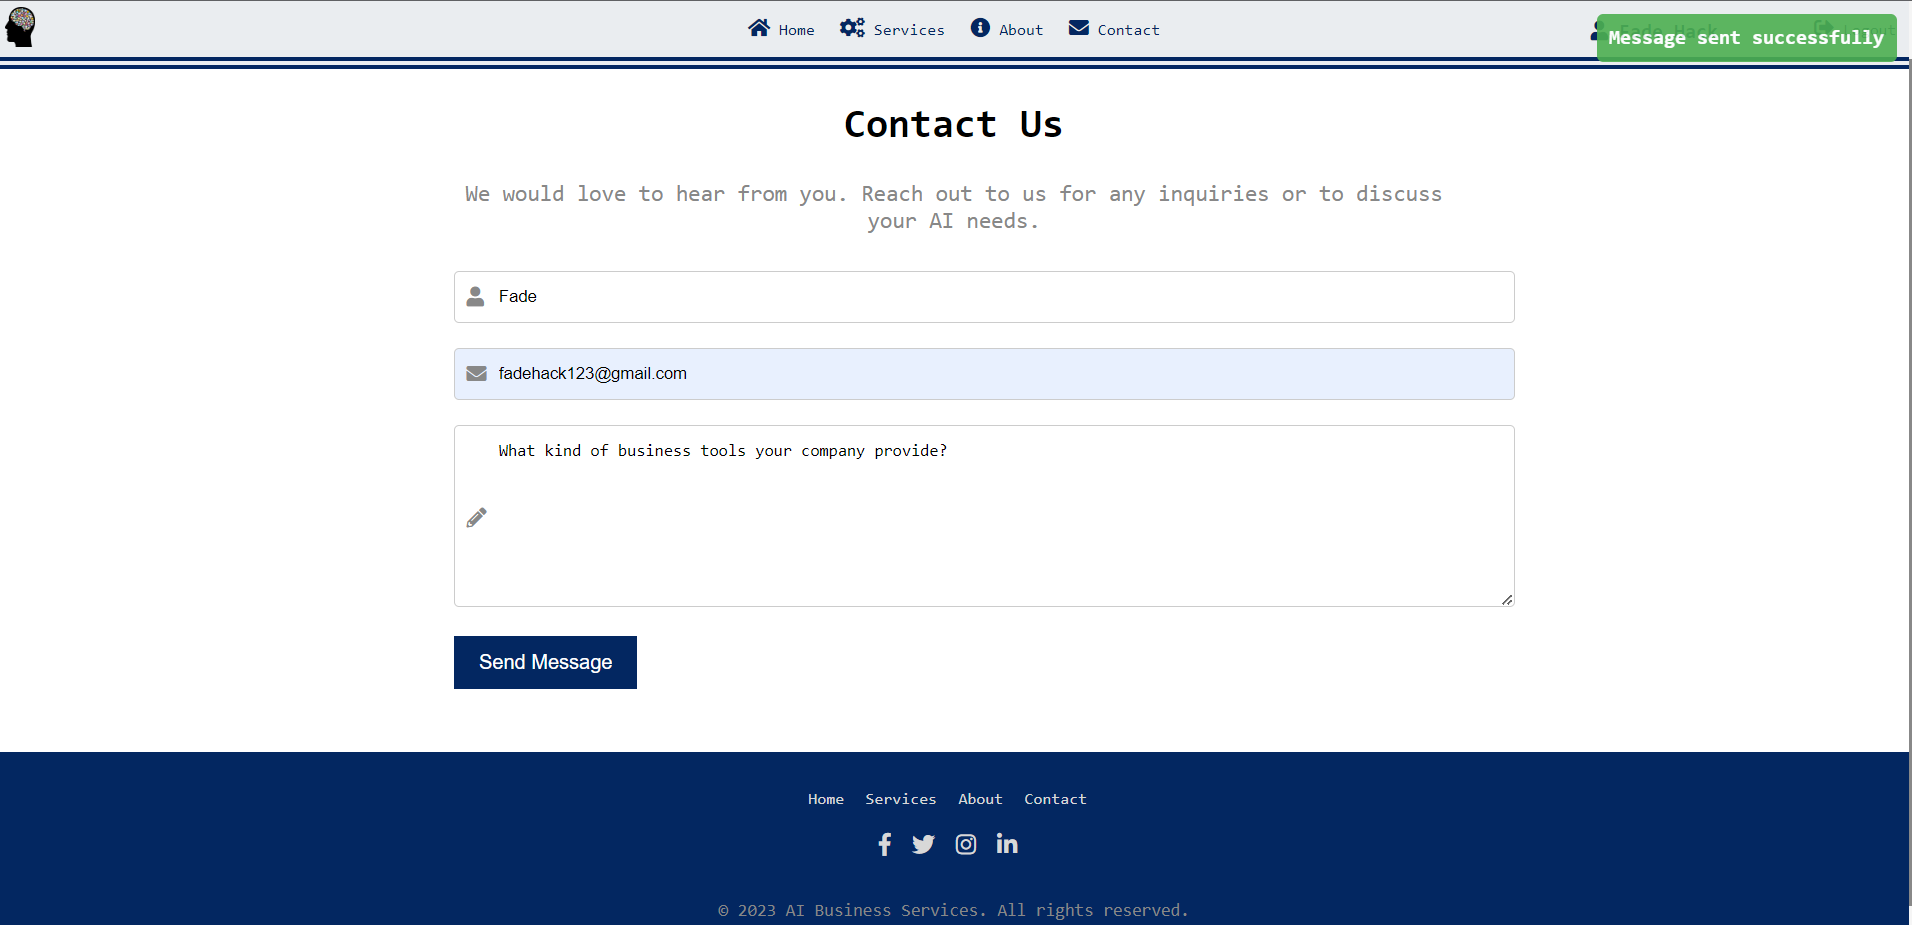 Home Services About Contact
Message sent successfully
Contact Us
We would love to hear from you. Reach out to us for any inquiries or to discuss
your AI needs.
Fade
fadehack123@gmail.com
What kind of business tools your company provide?
Send Message
Home Services About Contact
© 2023 AI Business Services. All rights reserved.